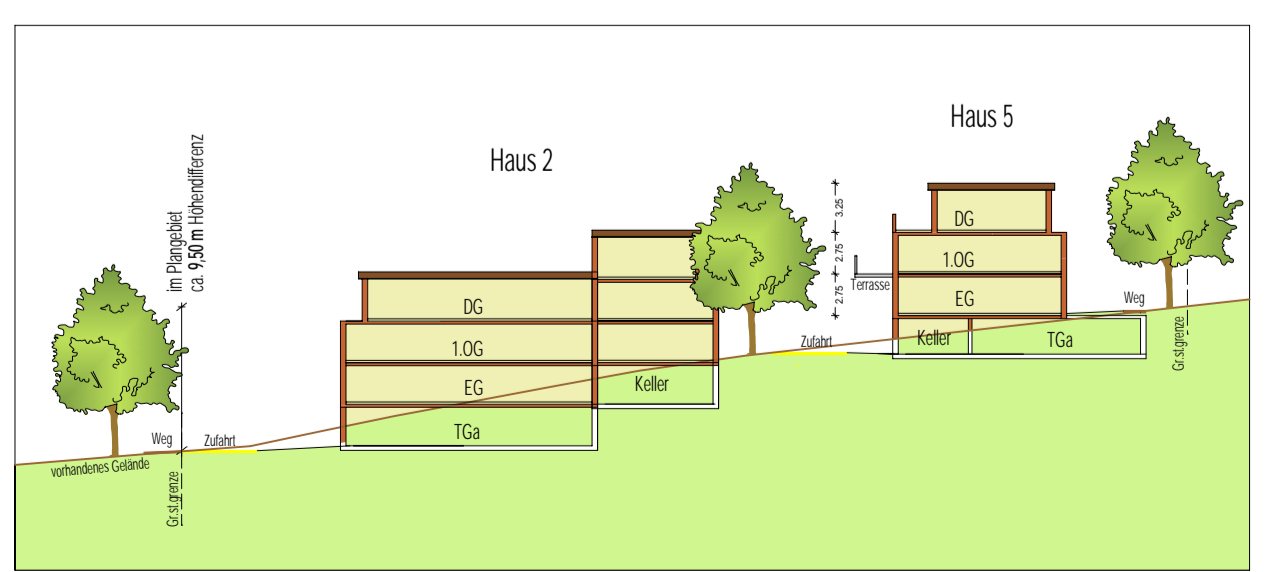 Haus 5
Haus 2
im Plangebiet
ca. 9,50 m Höhendifferenz
3.25
2.75
2.75
DG
1.OG
EG
Terrasse
Keller
TGa
Weg
Gr.st.grenze
Zufahrt
DG
1.OG
EG
Keller
TGa
Weg
Zufahrt
vorhandenes Gelände
Gr.st.grenze